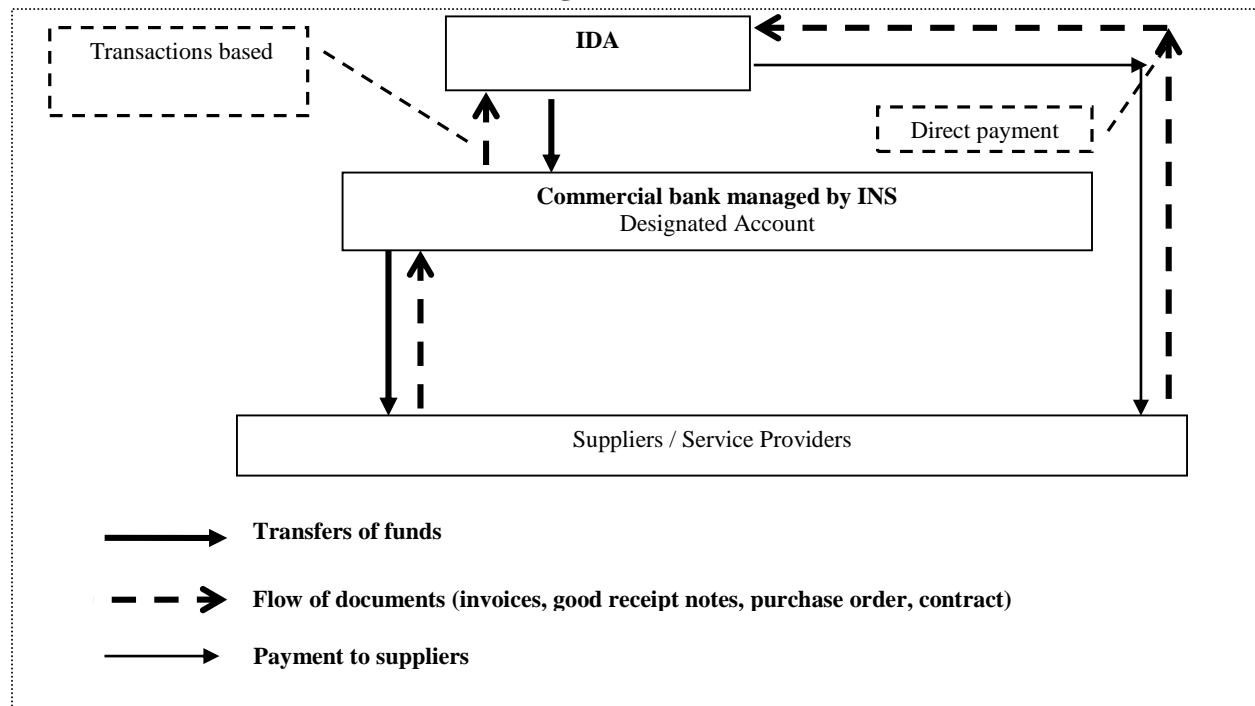 IDA
Transactions based
Direct payment
Commercial bank managed by INS
Designated Account
Suppliers / Service Providers
Transfers of funds
Flow of documents (invoices, good receipt notes, purchase order, contract)
Payment to suppliers